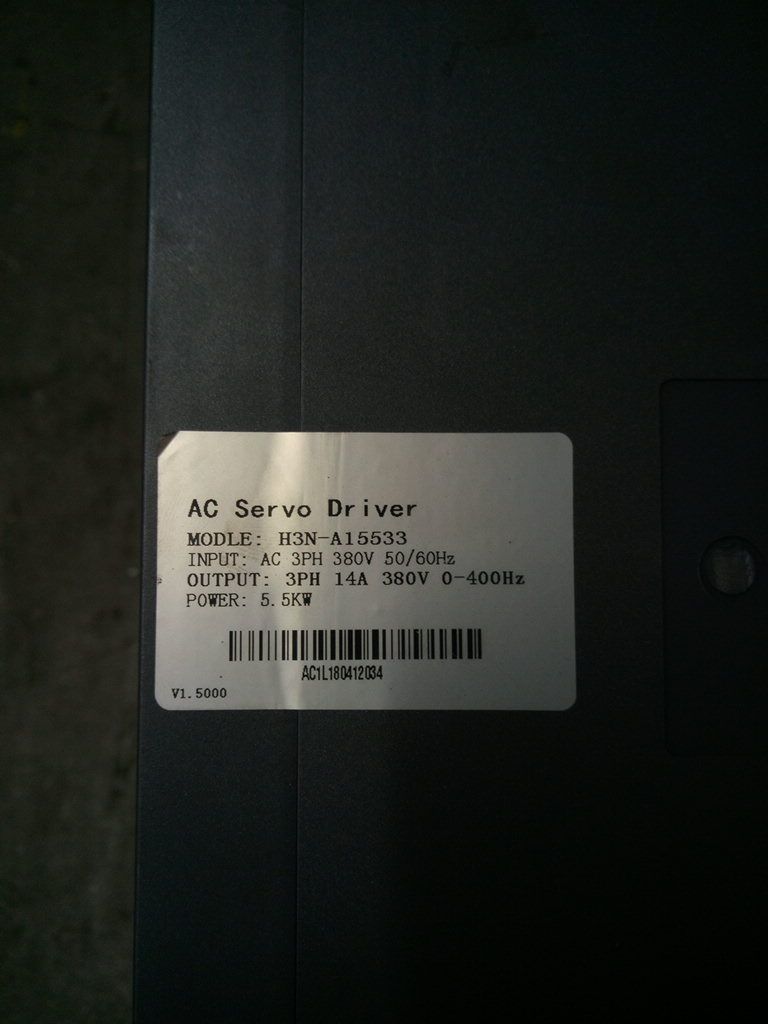 AC Servo Driver
MODLE: H3N-A15533
INPUT: AC 3PH 380V 50/60Hz
OUTPUT: 3PH 14A 380V 0-400Hz
POWER: 5.5KW
AC1L180412034
V1.5000